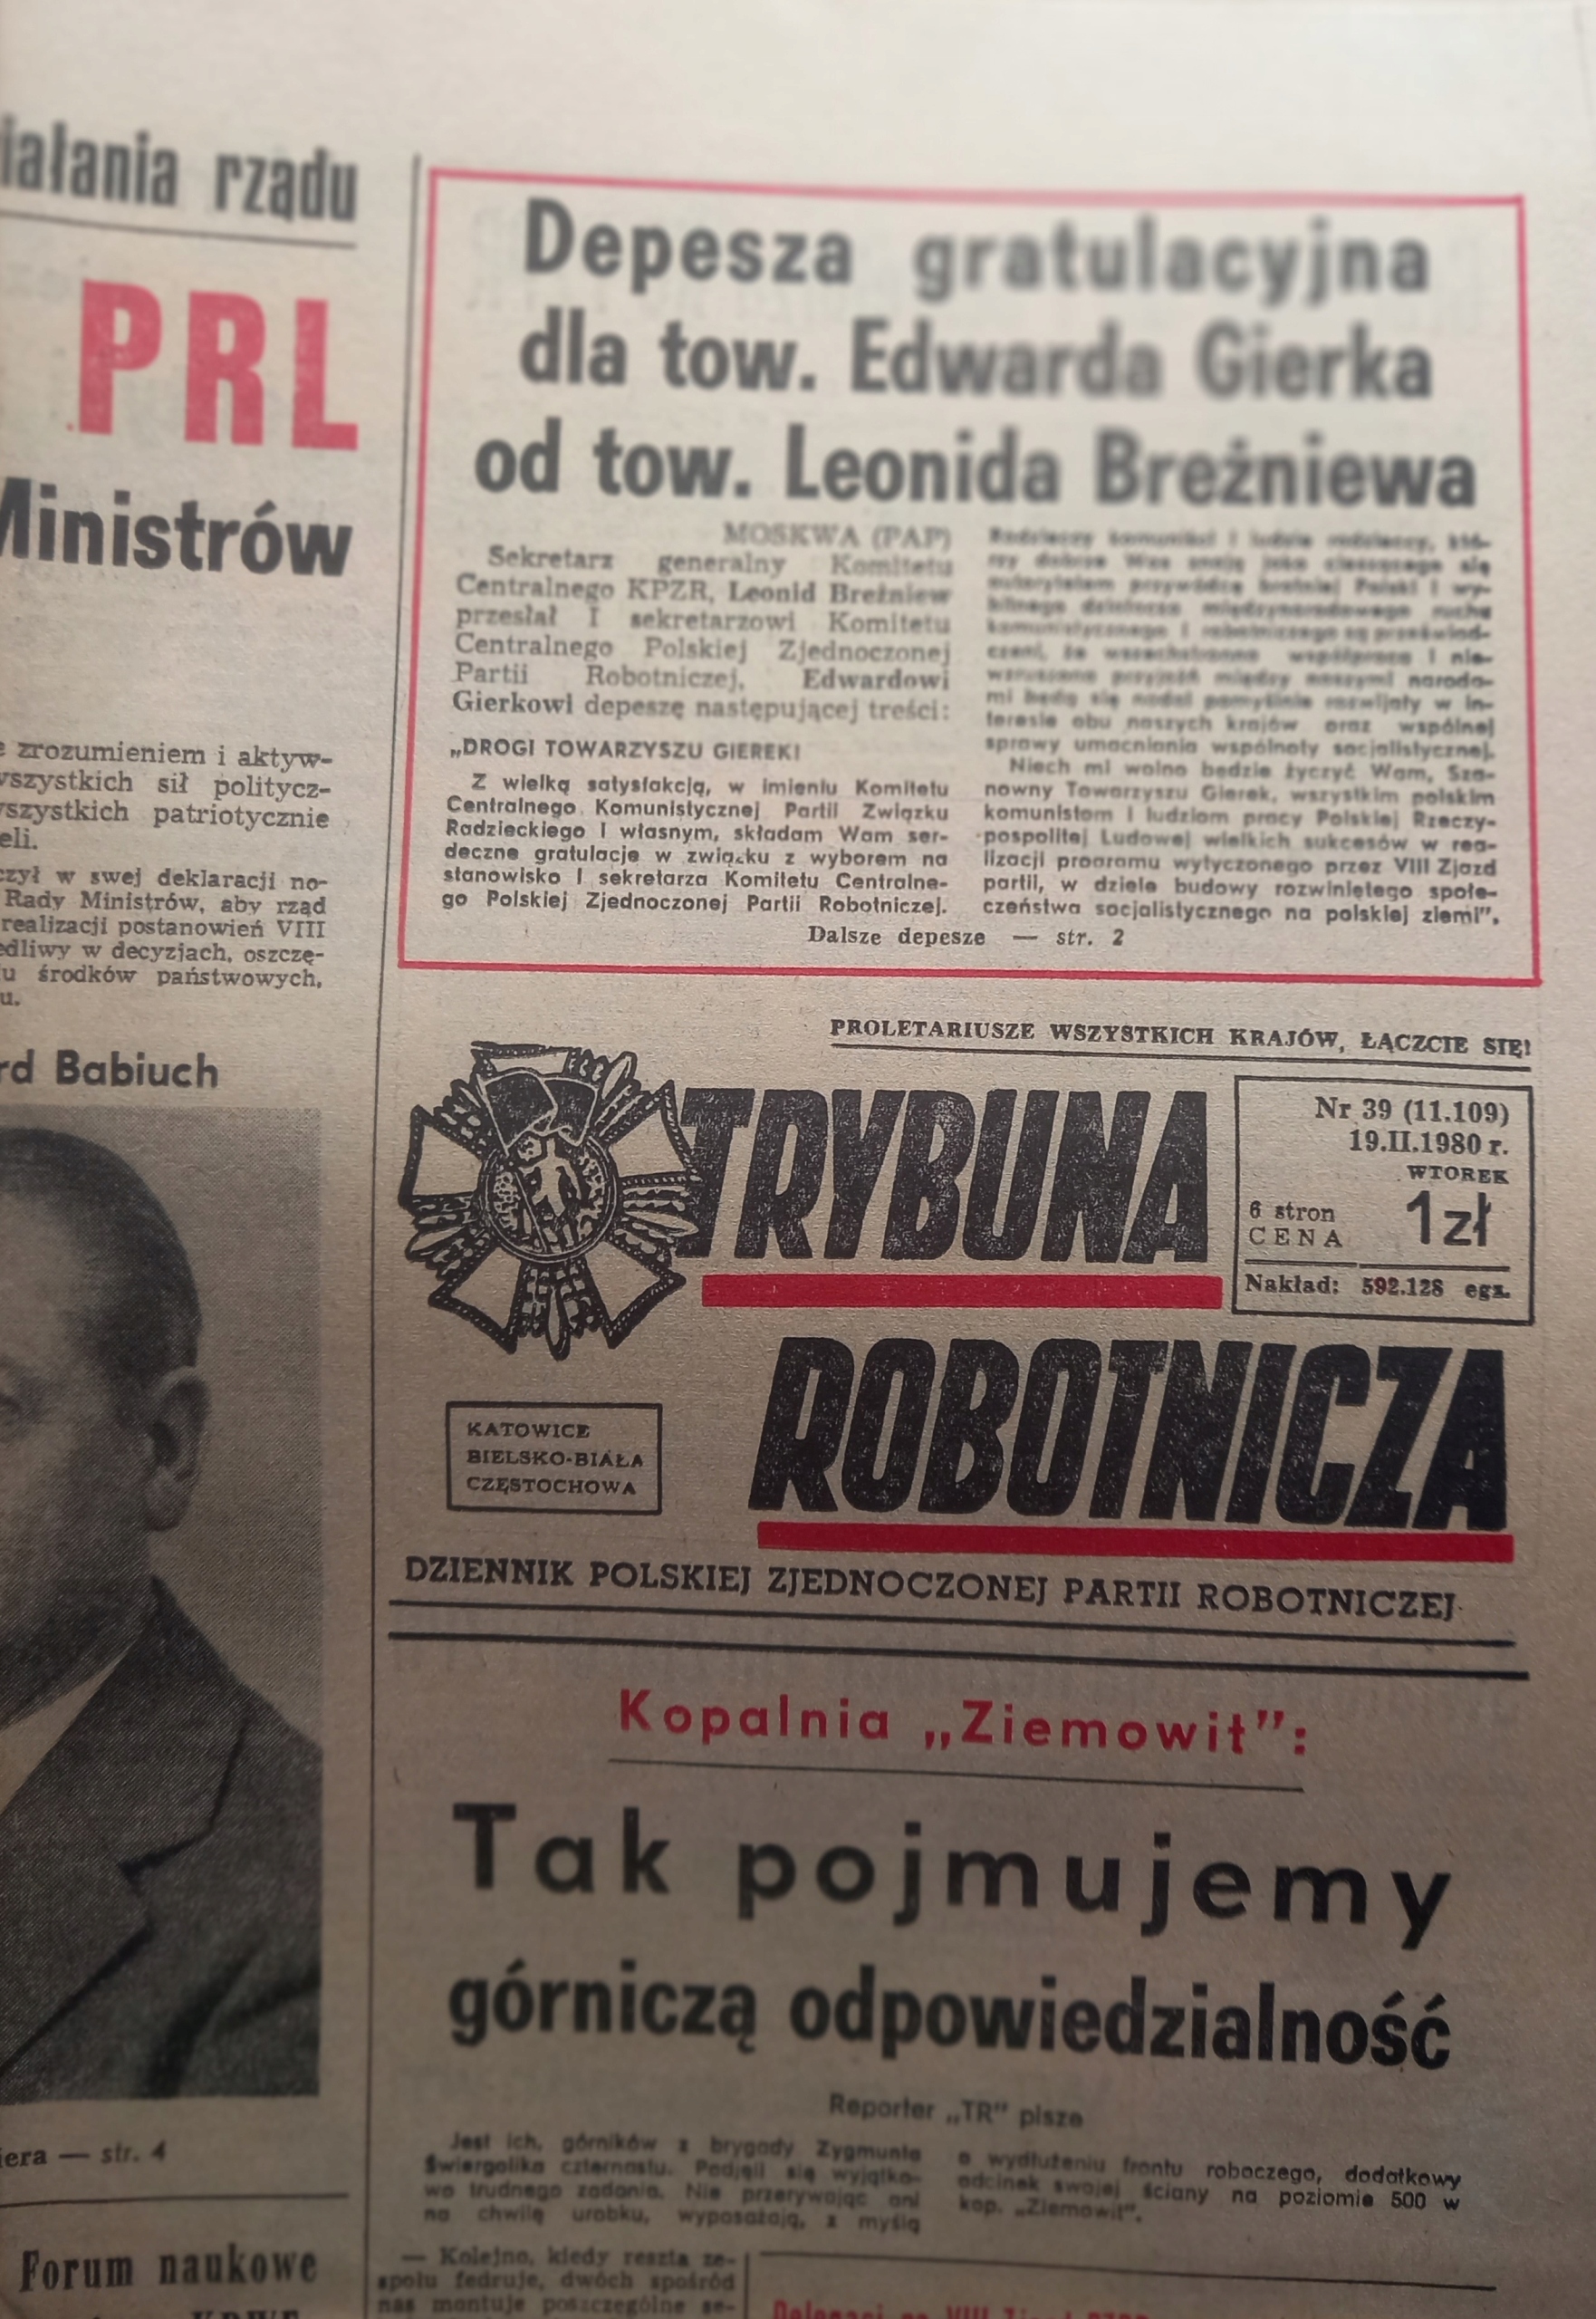 iałania rządu
PRL
Ministrów
e zrozumieniem i aktyw-
wszystkich sił politycz-
wszystkich patriotycznie
eli.
czył w swej deklaracji no-
Rady Ministrów, aby rząd
realizacji postanowień VIII
edliwy w decyzjach, oszczę-
u środków państwowych,
u.
rd Babiuch
iera — str. 4
Forum naukowe
Depesza gratulacyjna
dla tow. Edwarda Gierka
od tow. Leonida Breżniewa
MOSKWA (PAP)
Sekretarz generalny Komitetu
Centralnego KPZR, Leonid Breżniew
przesłał I sekretarzowi Komitetu
Centralnego Polskiej Zjednoczonej
Partii Robotniczej, Edwardowi
Gierkowi depeszę następującej treści:
„DROGI TOWARZYSZU GIEREK!
Z wielką satysfakcją, w imieniu Komitetu
Centralnego Komunistycznej Partii Związku
Radzieckiego i własnym, składam Wam ser-
deczne gratulacje w związku z wyborem na
stanowisko I sekretarza Komitetu Centralne-
go Polskiej Zjednoczonej Partii Robotniczej.
Radzieccy komuniści i ludzie radzieccy, któ-
rzy dobrze Was znają jako cieszącego się
autorytetem przywódcę bratniej Polski i wy-
bitnego działacza międzynarodowego ruchu
komunistycznego i robotniczego są przeświad-
czeni, że wszechstronna współpraca i nie-
wzruszona przyjaźń między naszymi naroda-
mi będą się nadal pomyślnie rozwijały w in-
teresie obu naszych krajów oraz wspólnej
sprawy umacniania wspólnoty socjalistycznej.
Niech mi wolno będzie życzyć Wam, Sza-
nowny Towarzyszu Gierek, wszystkim polskim
komunistom i ludziom pracy Polskiej Rzeczy-
pospolitej Ludowej wielkich sukcesów w rea-
lizacji programu wytyczonego przez VIII Zjazd
partii, w dziele budowy rozwiniętego społe-
czeństwa socjalistycznego na polskiej ziemi”.
Dalsze depesze — str. 2
PROLETARIUSZE WSZYSTKICH KRAJÓW, ŁĄCZCIE SIĘ!
TRYBUNA
ROBOTNICZA
Nr 39 (11.109)
19.II.1980 r.
WTOREK
6 stron
CENA 1zł
Nakład: 592.128 egz.
KATOWICE
BIELSKO-BIAŁA
CZĘSTOCHOWA
DZIENNIK POLSKIEJ ZJEDNOCZONEJ PARTII ROBOTNICZEJ
Kopalnia „Ziemowit”:
Tak pojmujemy
górniczą odpowiedzialność
Reporter „TR” pisze
Jest ich, górników z brygady Zygmunta
Świergolika czternastu. Podjęli się wyjątko-
wo trudnego zadania. Nie przerywając ani
na chwilę urobku, wyposażają, z myślą
o wydłużeniu frontu roboczego, dodatkowy
odcinek swojej ściany na poziomie 500 w
kop. „Ziemowit”.
— Kolejno, kiedy reszta ze-
społu fedruje, dwóch spośród
nas montuje poszczególne se-